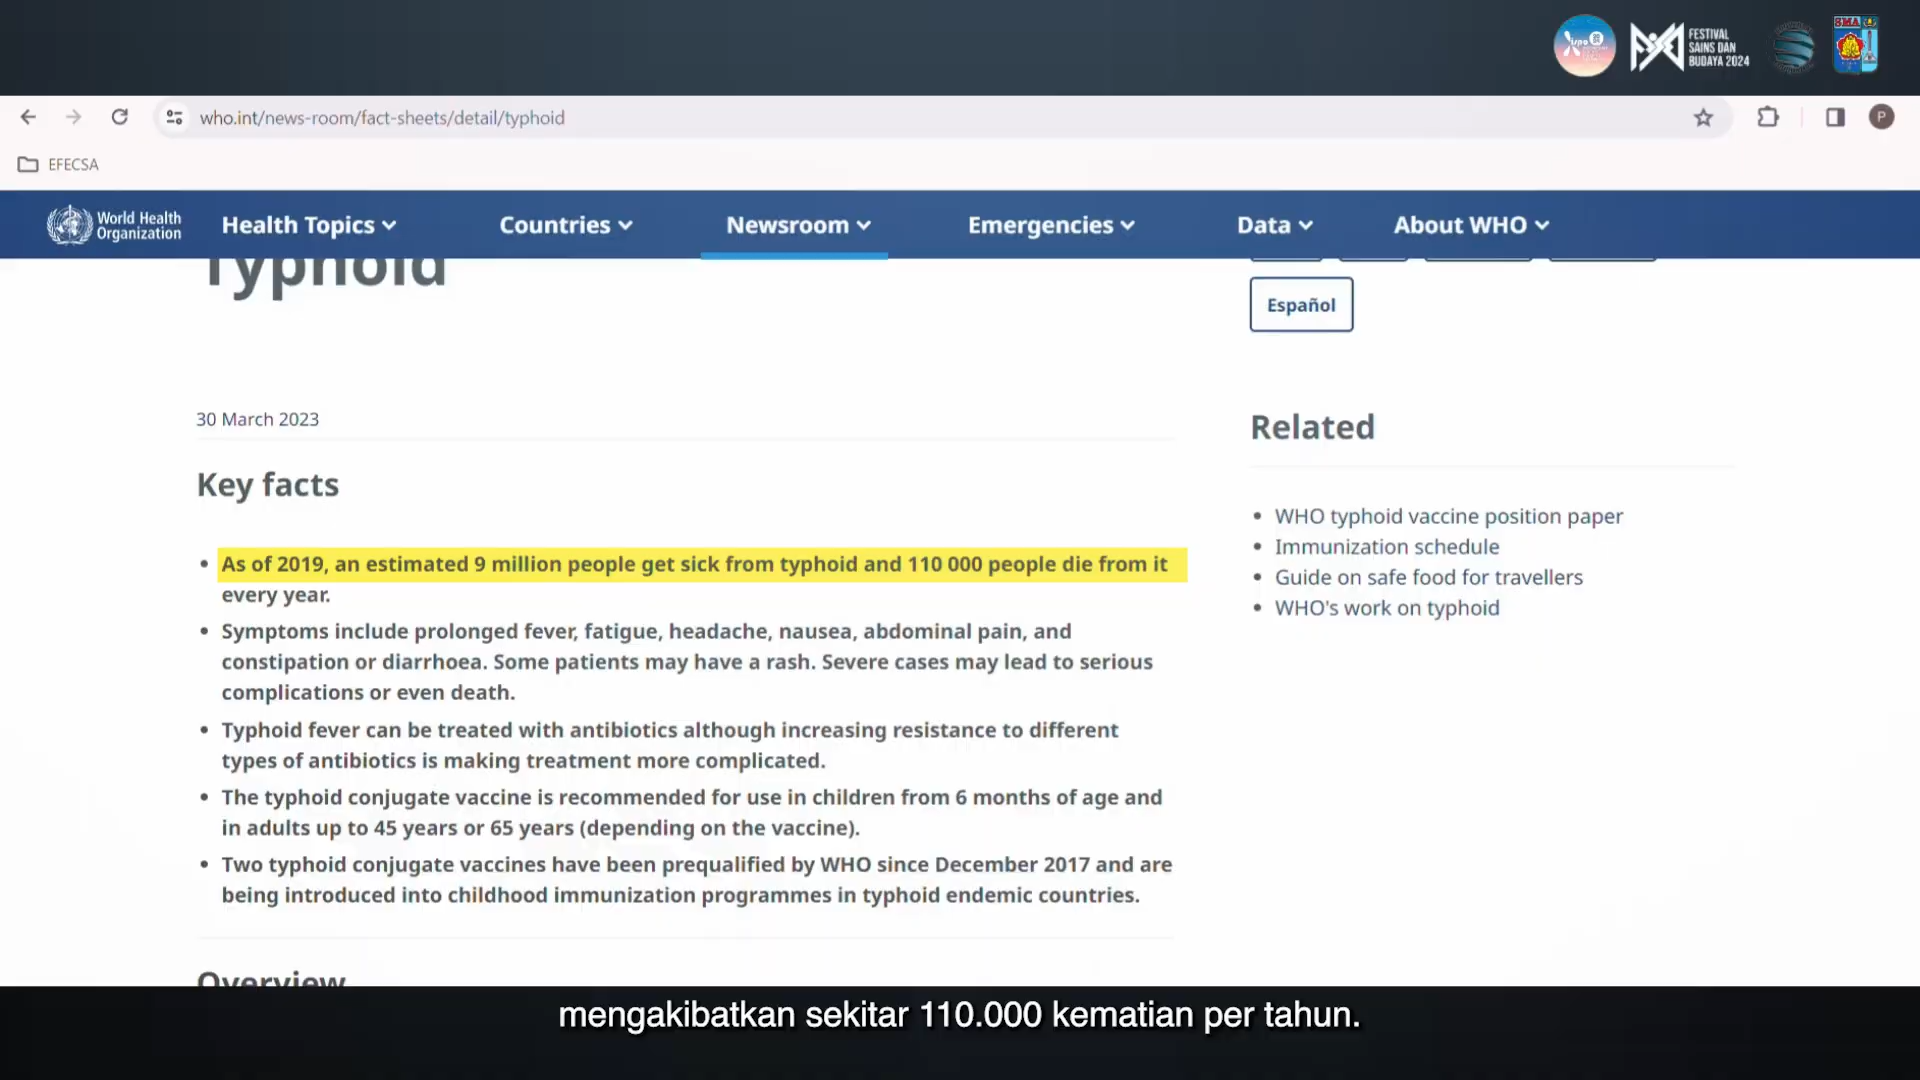 FESTIVAL
SAINS DAN
BUDAYA 2024
SMA
who.int/news-room/fact-sheets/detail/typhoid
P
EFECSA
World Health
Organization
Health Topics
Countries
Newsroom
Emergencies
Data
About WHO
Typhoid
Español
30 March 2023
Related
Key facts
WHO typhoid vaccine position paper
Immunization schedule
Guide on safe food for travellers
WHO's work on typhoid
As of 2019, an estimated 9 million people get sick from typhoid and 110 000 people die from it
every year.
Symptoms include prolonged fever, fatigue, headache, nausea, abdominal pain, and
constipation or diarrhoea. Some patients may have a rash. Severe cases may lead to serious
complications or even death.
Typhoid fever can be treated with antibiotics although increasing resistance to different
types of antibiotics is making treatment more complicated.
The typhoid conjugate vaccine is recommended for use in children from 6 months of age and
in adults up to 45 years or 65 years (depending on the vaccine).
Two typhoid conjugate vaccines have been prequalified by WHO since December 2017 and are
being introduced into childhood immunization programmes in typhoid endemic countries.
Overview
mengakibatkan sekitar 110.000 kematian per tahun.